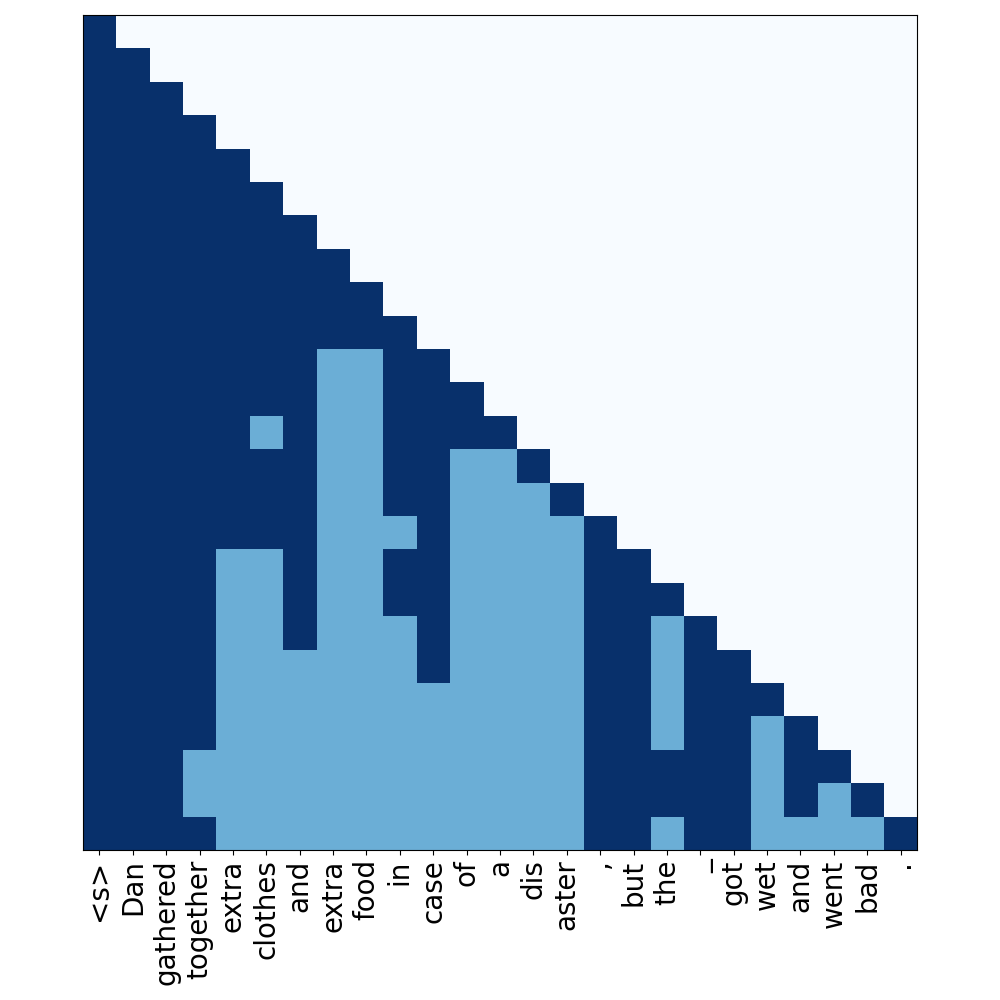 <s>
Dan
gathered
together
extra
clothes
and
extra
food
in
case
of
a
dis
aster
,
but
the
_
got
wet
and
went
bad
.